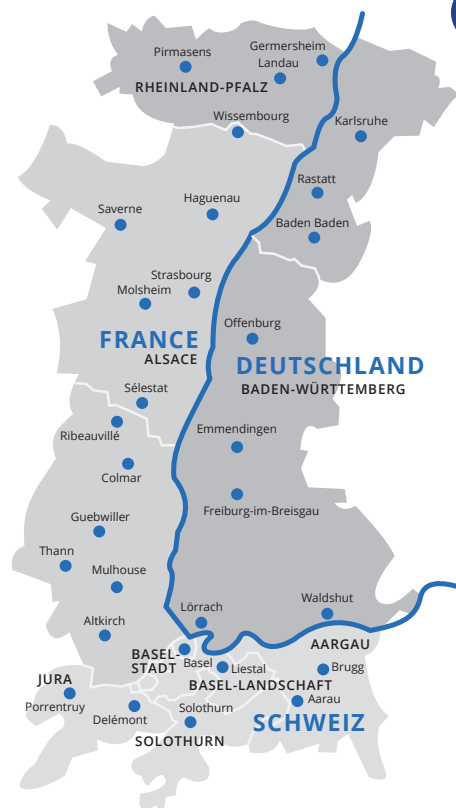 Germersheim
Pirmasens
Landau
RHEINLAND-PFALZ
Wissembourg
Karlsruhe
Rastatt
Haguenau
Saverne
Baden Baden
Strasbourg
Molsheim
Offenburg
FRANCE
ALSACE
DEUTSCHLAND
BADEN-WÜRTTEMBERG
Sélestat
Emmendingen
Ribeauvillé
Colmar
Freiburg-im-Breisgau
Guebwiller
Thann
Mulhouse
Waldshut
Lörrach
Altkirch
AARGAU
BASEL-
STADT
Basel
Liestal
Brugg
JURA
BASEL-LANDSCHAFT
Aarau
Porrentruy
Solothurn
Delémont
SCHWEIZ
SOLOTHURN